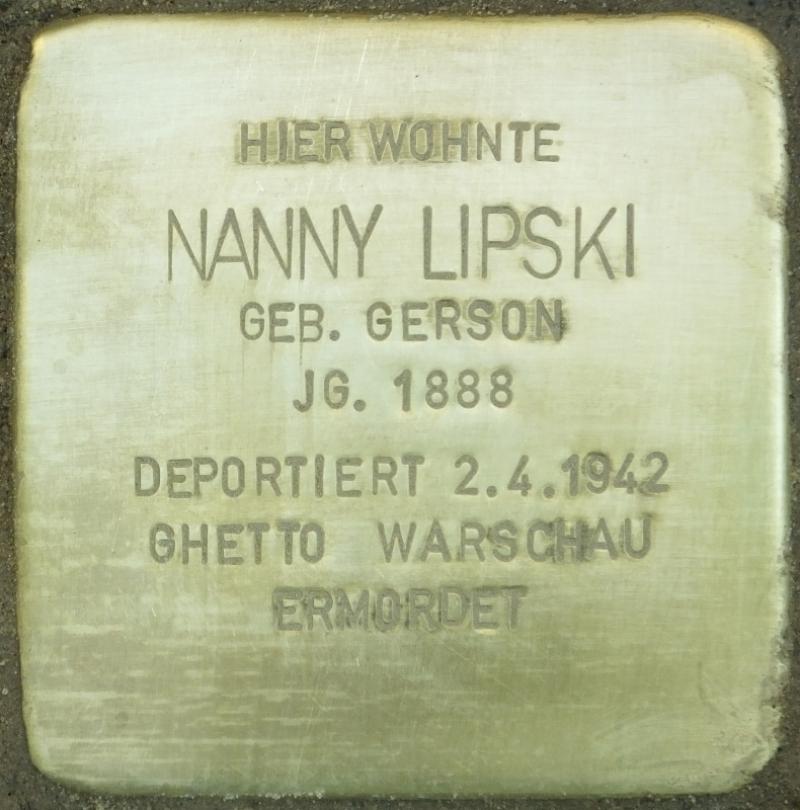 HIER WOHNTE
NANNY LIPSKI
GEB. GERSON
JG. 1888
DEPORTIERT 2.4.1942
GHETTO WARSCHAU
ERMORDET